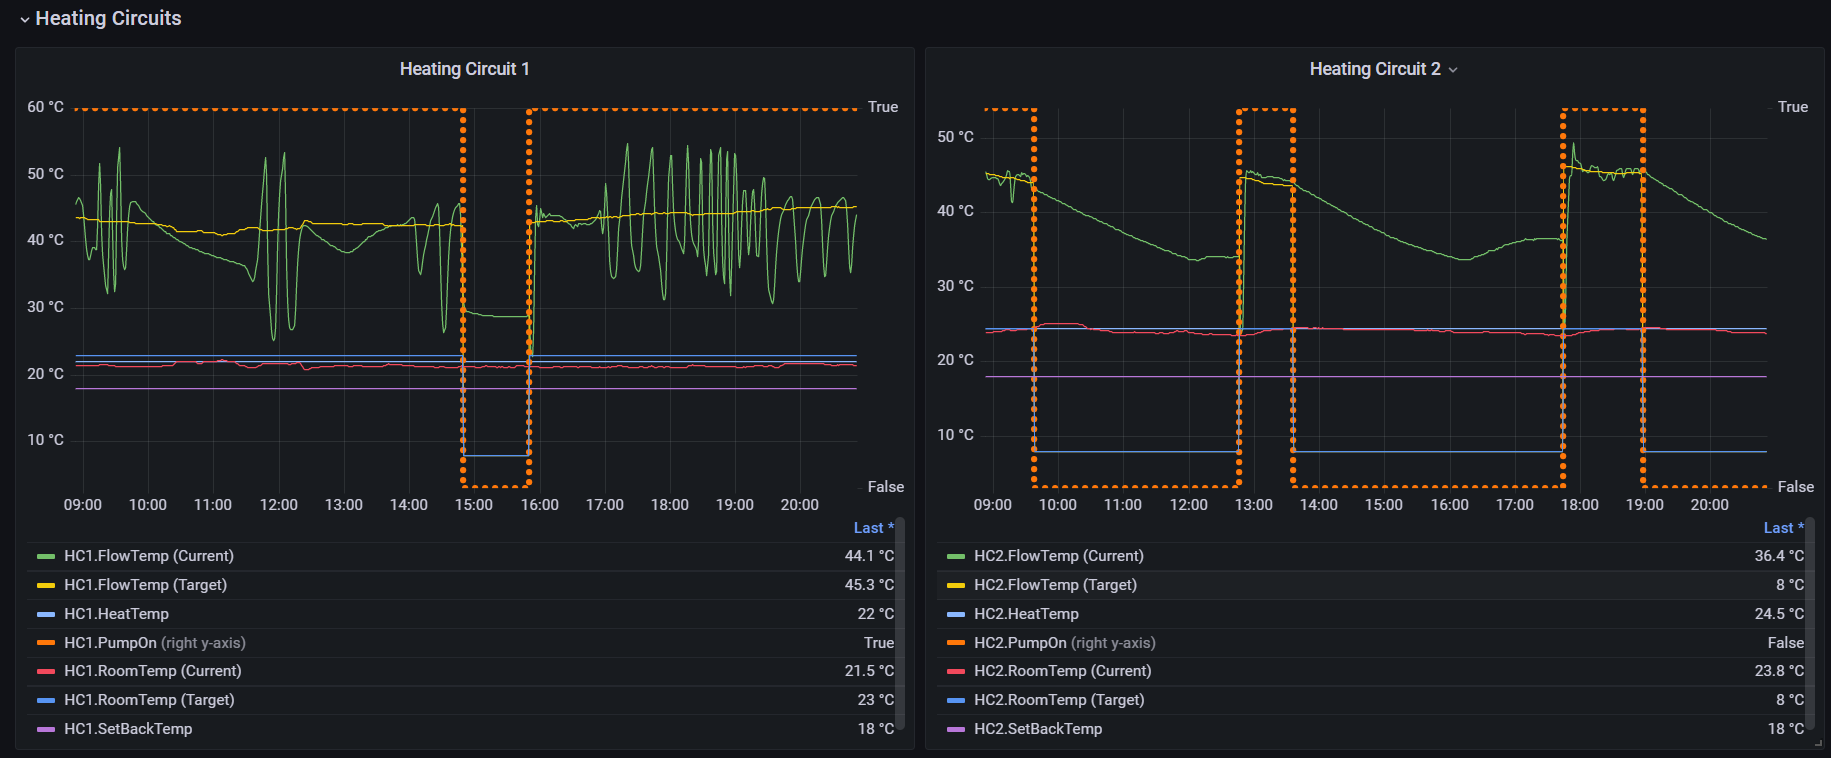 Heating Circuits
Heating Circuit 1
60 °C
50 °C
40 °C
30 °C
20 °C
10 °C
True
False
09:00 10:00 11:00 12:00 13:00 14:00 15:00 16:00 17:00 18:00 19:00 20:00
Last *
HC1.FlowTemp (Current) 44.1 °C
HC1.FlowTemp (Target) 45.3 °C
HC1.HeatTemp 22 °C
HC1.PumpOn (right y-axis) True
HC1.RoomTemp (Current) 21.5 °C
HC1.RoomTemp (Target) 23 °C
HC1.SetBackTemp 18 °C
Heating Circuit 2
50 °C
40 °C
30 °C
20 °C
10 °C
True
False
09:00 10:00 11:00 12:00 13:00 14:00 15:00 16:00 17:00 18:00 19:00 20:00
Last *
HC2.FlowTemp (Current) 36.4 °C
HC2.FlowTemp (Target) 8 °C
HC2.HeatTemp 24.5 °C
HC2.PumpOn (right y-axis) False
HC2.RoomTemp (Current) 23.8 °C
HC2.RoomTemp (Target) 8 °C
HC2.SetBackTemp 18 °C